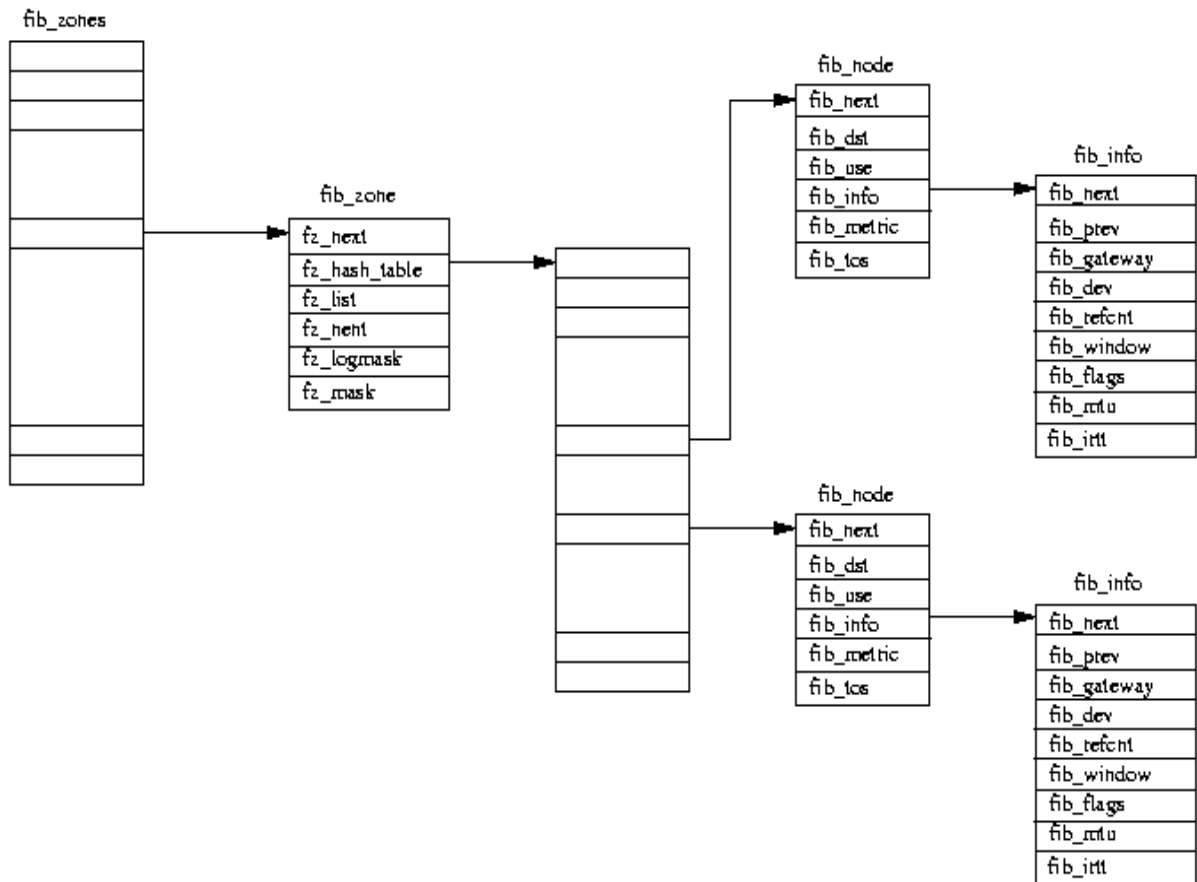 fib_zones
fib_zone
fz_next
fz_hash_table
fz_list
fz_nent
fz_logmask
fz_mask
fib_node
fib_next
fib_dst
fib_use
fib_info
fib_metric
fib_tos
fib_info
fib_next
fib_prev
fib_gateway
fib_dev
fib_refcnt
fib_window
fib_flags
fib_mtu
fib_irtt
fib_node
fib_next
fib_dst
fib_use
fib_info
fib_metric
fib_tos
fib_info
fib_next
fib_prev
fib_gateway
fib_dev
fib_refcnt
fib_window
fib_flags
fib_mtu
fib_irtt